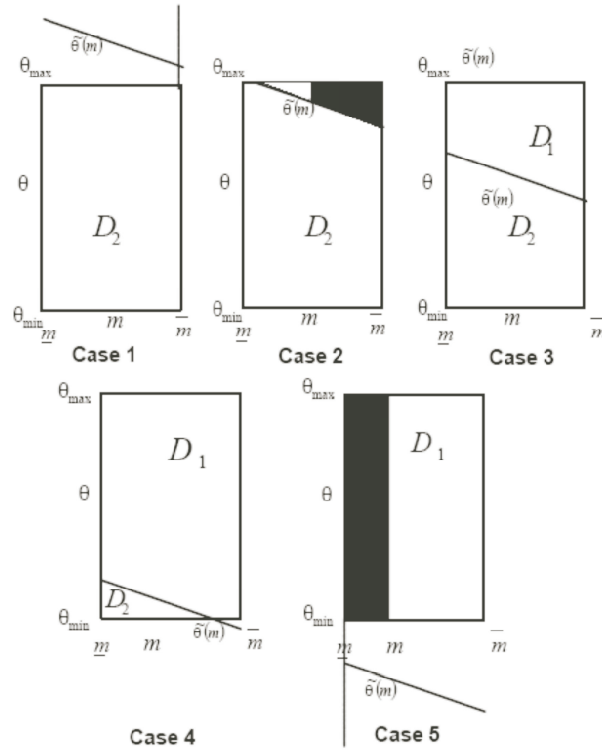 θ̃(m)
θmax
θ
D2
θmin
m m m̅
Case 1
θmax
θ̃(m)
θ
D2
θmin
m m m̅
Case 2
θmax θ̃(m)
D1
θ
θ̃(m)
D2
θmin
m m m̅
Case 3
θmax
D1
θ
D2
θmin
θ̃(m)
m m m̅
Case 4
θmax
D1
θ
θmin
m m m̅
θ̃(m)
Case 5